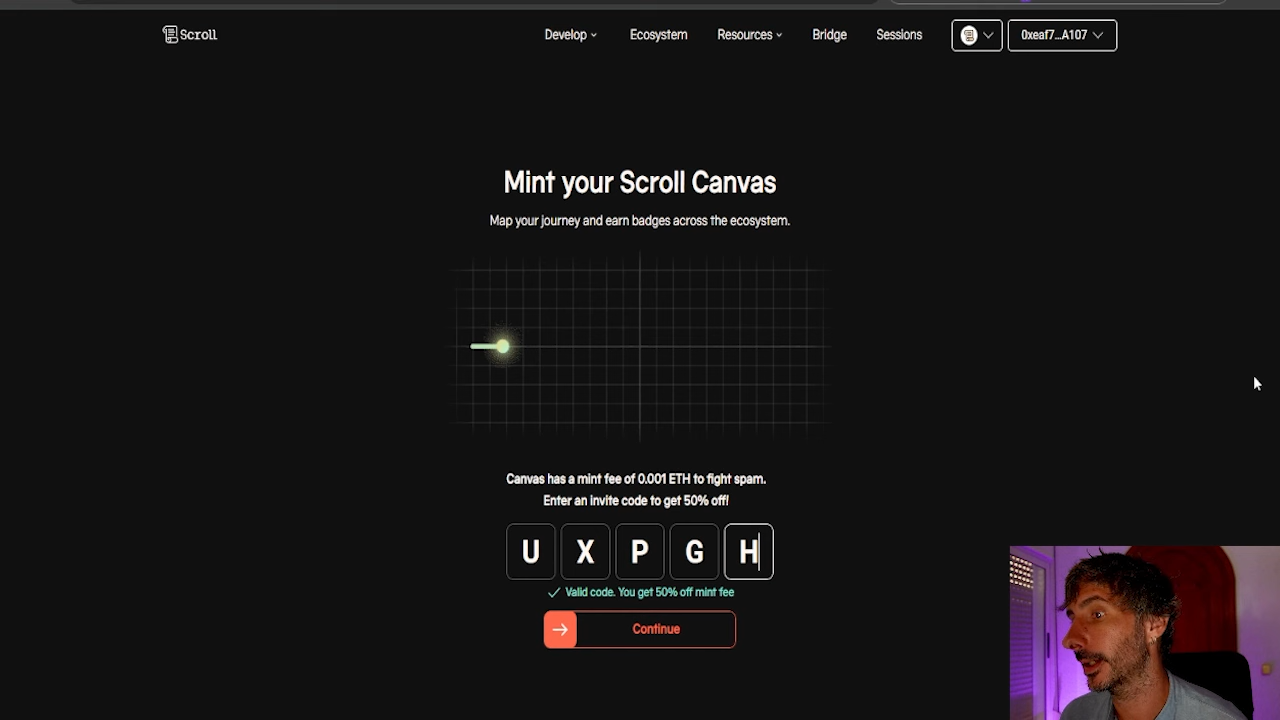 Scroll
Develop
Ecosystem
Resources
Bridge
Sessions
0xeaf7...A107
Mint your Scroll Canvas
Map your journey and earn badges across the ecosystem.
Canvas has a mint fee of 0.001 ETH to fight spam.
Enter an invite code to get 50% off!
U X P G H
Valid code. You get 50% off mint fee
Continue